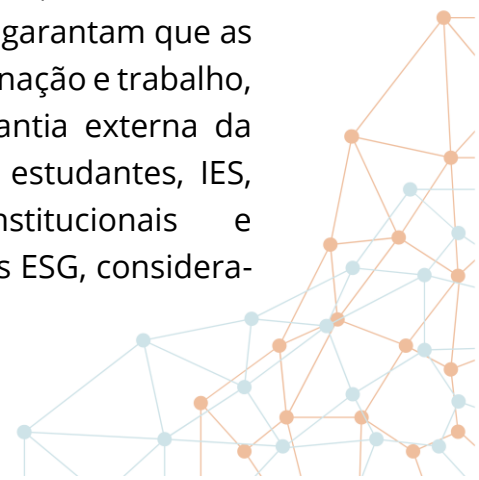 garantam que as
nação e trabalho,
antia externa da
estudantes, IES,
nstitucionais e
s ESG, considera-